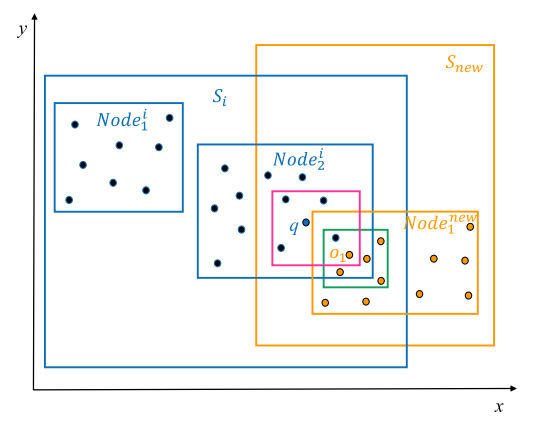 y
S_new
S_i
Node_1^i
Node_2^i
Node_1^new
q
o_1
x